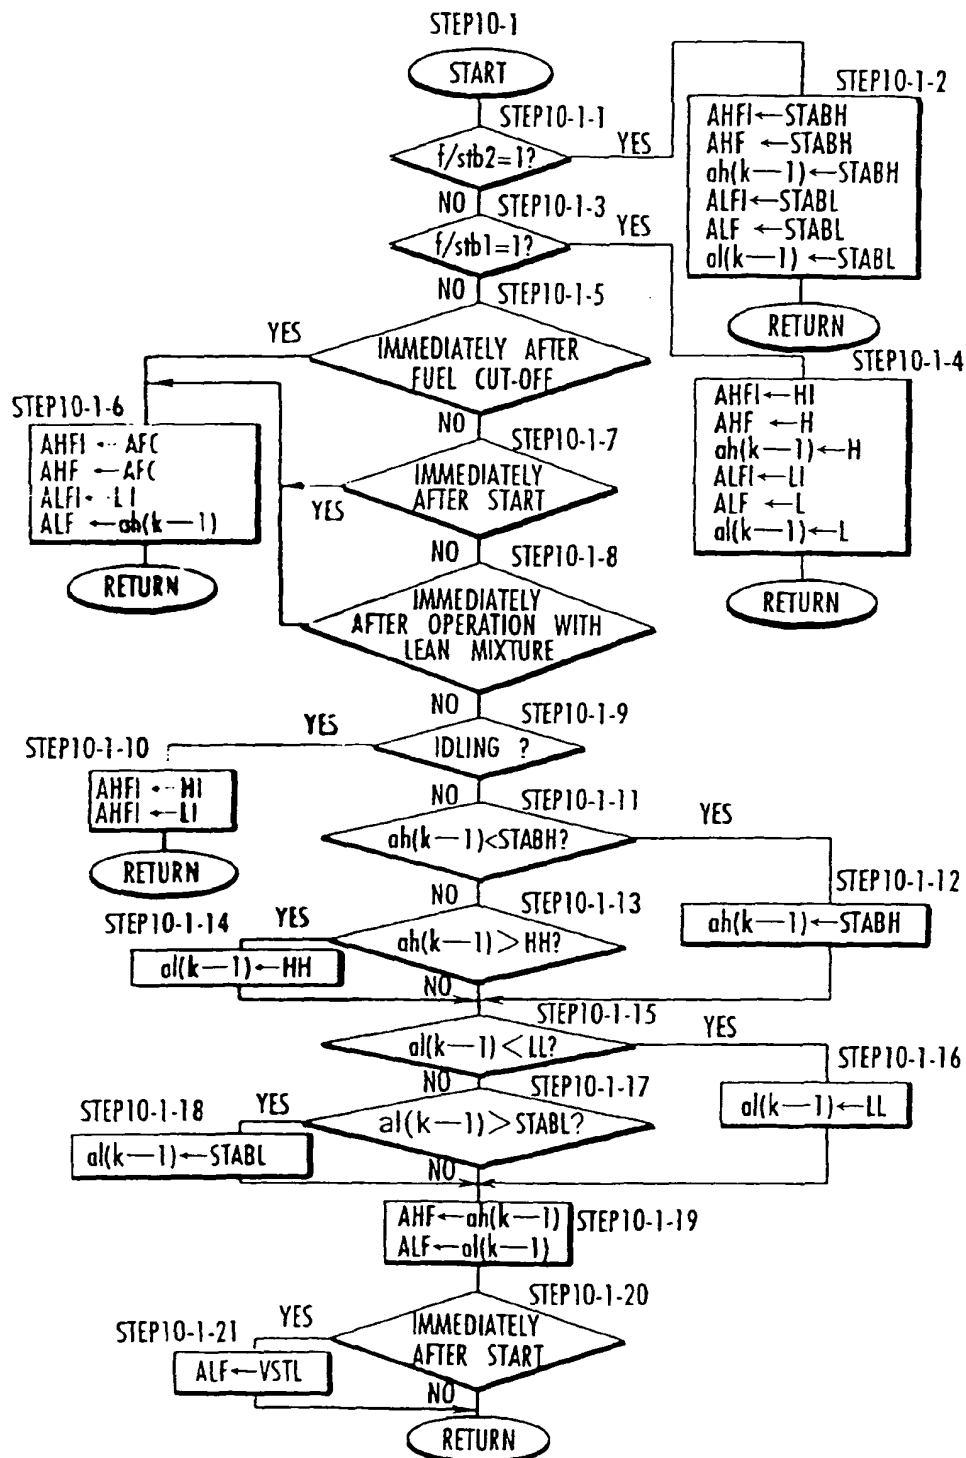 STEP10-1
START
STEP10-1-1
f/stb2=1?
YES
STEP10-1-2
AHFI←STABH
AHF ←STABH
ah(k−1)←STABH
ALFI←STABL
ALF ←STABL
al(k−1) ←STABL
RETURN
NO
STEP10-1-3
f/stb1=1?
YES
STEP10-1-4
AHFI←HI
AHF ←H
ah(k−1)←H
ALFI←LI
ALF ←L
al(k−1)←L
RETURN
NO
STEP10-1-5
IMMEDIATELY AFTER
FUEL CUT-OFF
YES
STEP10-1-6
AHFI ←AFC
AHF ←AFC
ALFI←LI
ALF ←ah(k−1)
RETURN
NO
STEP10-1-7
IMMEDIATELY
AFTER START
YES
NO
STEP10-1-8
IMMEDIATELY
AFTER OPERATION WITH
LEAN MIXTURE
NO
STEP10-1-9
IDLING ?
YES
STEP10-1-10
AHFI ←HI
AHFI ←LI
RETURN
NO
STEP10-1-11
ah(k−1)<STABH?
YES
STEP10-1-12
ah(k−1)←STABH
NO
STEP10-1-13
ah(k−1)>HH?
YES
STEP10-1-14
al(k−1)←HH
NO
STEP10-1-15
al(k−1)<LL?
YES
STEP10-1-16
al(k−1)←LL
NO
STEP10-1-17
al(k−1)>STABL?
YES
STEP10-1-18
al(k−1)←STABL
NO
AHF←ah(k−1)
ALF←al(k−1)
STEP10-1-19
STEP10-1-20
IMMEDIATELY
AFTER START
YES
STEP10-1-21
ALF←VSTL
NO
RETURN